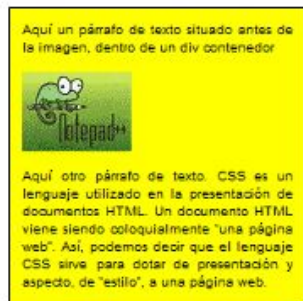 Aquí un párrafo de texto situado antes de
la imagen, dentro de un div contenedor
Notepad++
Aquí otro párrafo de texto. CSS es un
lenguaje utilizado en la presentación de
documentos HTML. Un documento HTML
viene siendo coloquialmente "una página
web". Así, podemos decir que el lenguaje
CSS sirve para dotar de presentación y
aspecto, de "estilo", a una página web.